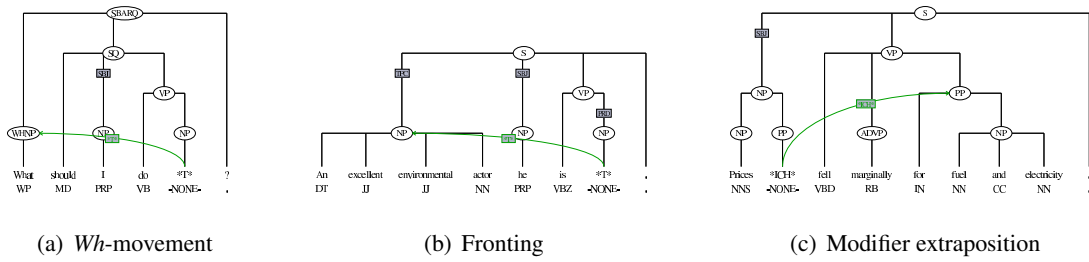 SBARQ
SQ
SBJ
VP
WHNP NP *T* NP
What should I do *T* ?
WP MD PRP VB -NONE- .
(a) Wh-movement
S
TPC SBJ
VP
PRD
NP *T* NP NP
An excellent environmental actor he is *T* .
DT JJ JJ NN PRP VBZ -NONE- .
(b) Fronting
S
SBJ
VP
NP *ICH* PP
NP PP ADVP NP
Prices *ICH* fell marginally for fuel and electricity .
NNS -NONE- VBD RB IN NN CC NN .
(c) Modifier extraposition